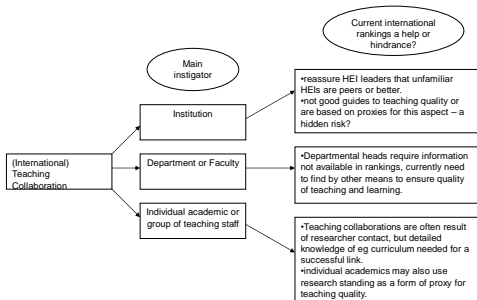 Current international
rankings a help or
hindrance?
Main
instigator
•reassure HEI leaders that unfamiliar
HEIs are peers or better.
•not good guides to teaching quality or
are based on proxies for this aspect – a
hidden risk?
Institution
(International)
Teaching
Collaboration
Department or Faculty
•Departmental heads require information
not available in rankings, currently need
to find by other means to ensure quality
of teaching and learning.
Individual academic or
group of teaching staff
•Teaching collaborations are often result
of researcher contact, but detailed
knowledge of eg curriculum needed for a
successful link.
•individual academics may also use
research standing as a form of proxy for
teaching quality.